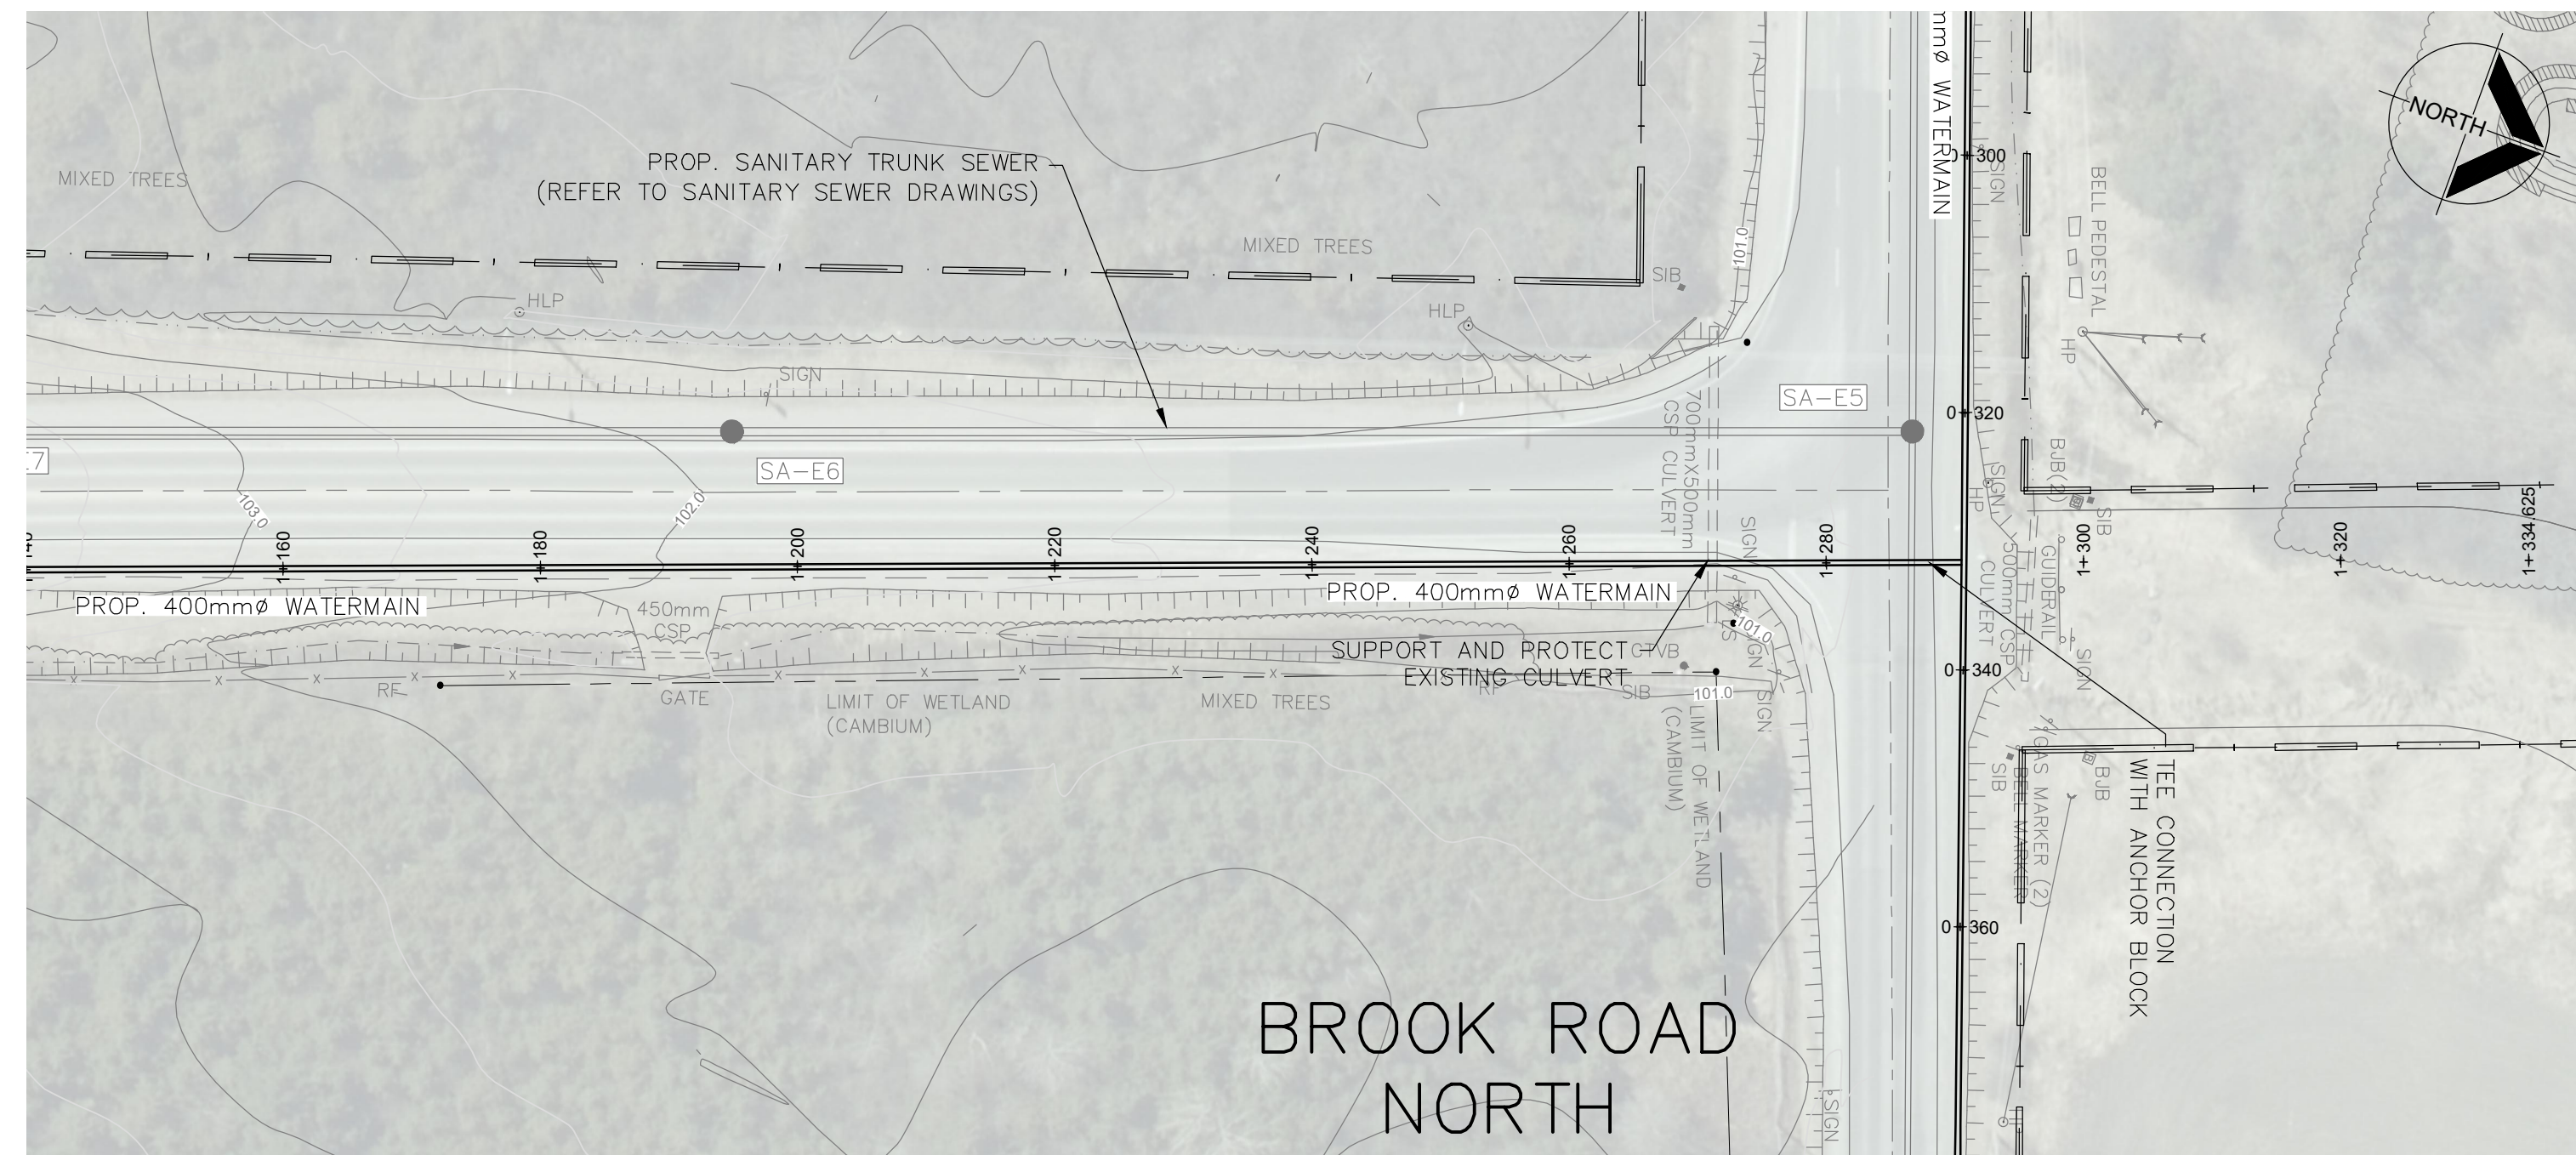 PROP. SANITARY TRUNK SEWER
(REFER TO SANITARY SEWER DRAWINGS)
MIXED TREES
MIXED TREES
mmø WATERMAIN
NORTH
0+300
SIGN
BELL PEDESTAL
HP
101.0
SIB
HLP
HLP
SIGN
SA-E5
0+320
700mmX500mm
CSP CULVERT
SA-E6
103.0
102.0
SIGN
HP
SIGN
BJB(2)
SIB
1+160
1+180
1+200
1+220
1+240
1+260
1+280
1+300
1+320
1+334.625
PROP. 400mmø WATERMAIN
PROP. 400mmø WATERMAIN
450mm
CSP
500mm CSP
CULVERT
GUIDERAIL
SIGN
LS
101.0
SIGN
SUPPORT AND PROTECT
EXISTING CULVERT
CTVB
0+340
RF
GATE
LIMIT OF WETLAND
(CAMBIUM)
MIXED TREES
RF
SIB
101.0
SIGN
LIMIT OF WETLAND
(CAMBIUM)
SIB
BELL MARKER
GAS MARKER (2)
BJB
TEE CONNECTION
WITH ANCHOR BLOCK
0+360
BROOK ROAD
NORTH
SIGN